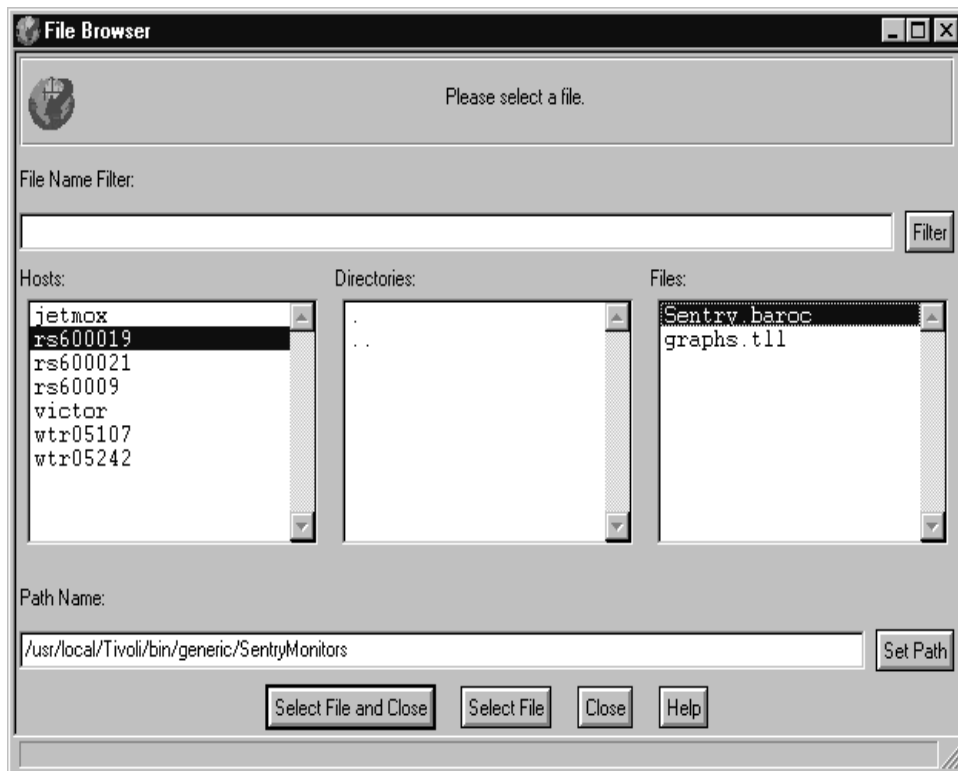 File Browser
Please select a file.
File Name Filter:
Filter
Hosts:
jetmox
rs600019
rs600021
rs60009
victor
wtr05107
wtr05242
Directories:
.
..
Files:
Sentry.baroc
graphs.tll
Path Name:
/usr/local/Tivoli/bin/generic/SentryMonitors
Set Path
Select File and Close
Select File
Close
Help